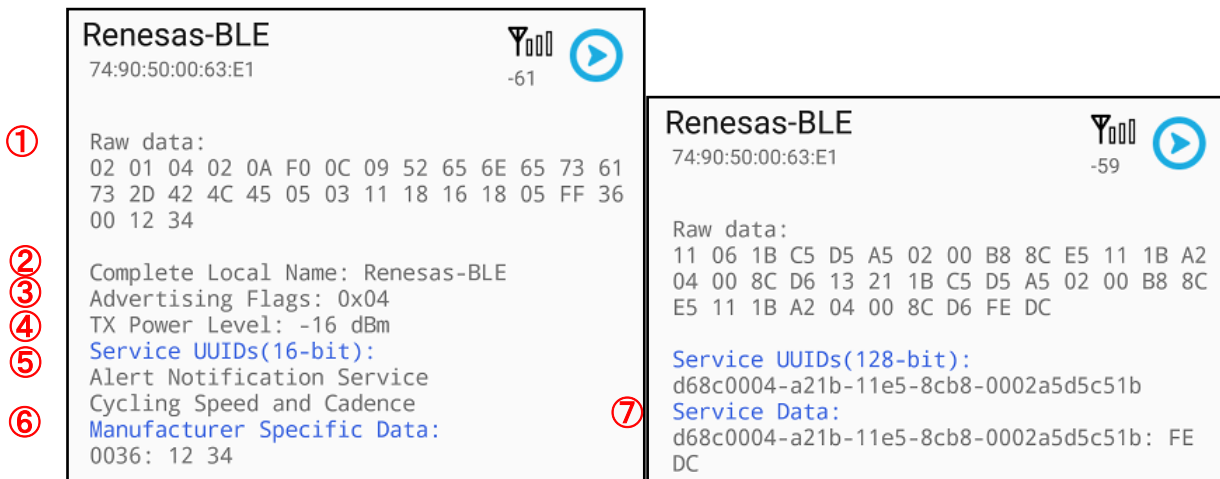 Renesas-BLE
74:90:50:00:63:E1
-61
①
Raw data:
02 01 04 02 0A F0 0C 09 52 65 6E 65 73 61
73 2D 42 4C 45 05 03 11 18 16 18 05 FF 36
00 12 34
② Complete Local Name: Renesas-BLE
③ Advertising Flags: 0x04
④ TX Power Level: -16 dBm
⑤ Service UUIDs(16-bit):
Alert Notification Service
Cycling Speed and Cadence
⑥ Manufacturer Specific Data:
0036: 12 34
Renesas-BLE
74:90:50:00:63:E1
-59
Raw data:
11 06 1B C5 D5 A5 02 00 B8 8C E5 11 1B A2
04 00 8C D6 13 21 1B C5 D5 A5 02 00 B8 8C
E5 11 1B A2 04 00 8C D6 FE DC
Service UUIDs(128-bit):
d68c0004-a21b-11e5-8cb8-0002a5d5c51b
⑦ Service Data:
d68c0004-a21b-11e5-8cb8-0002a5d5c51b: FE
DC